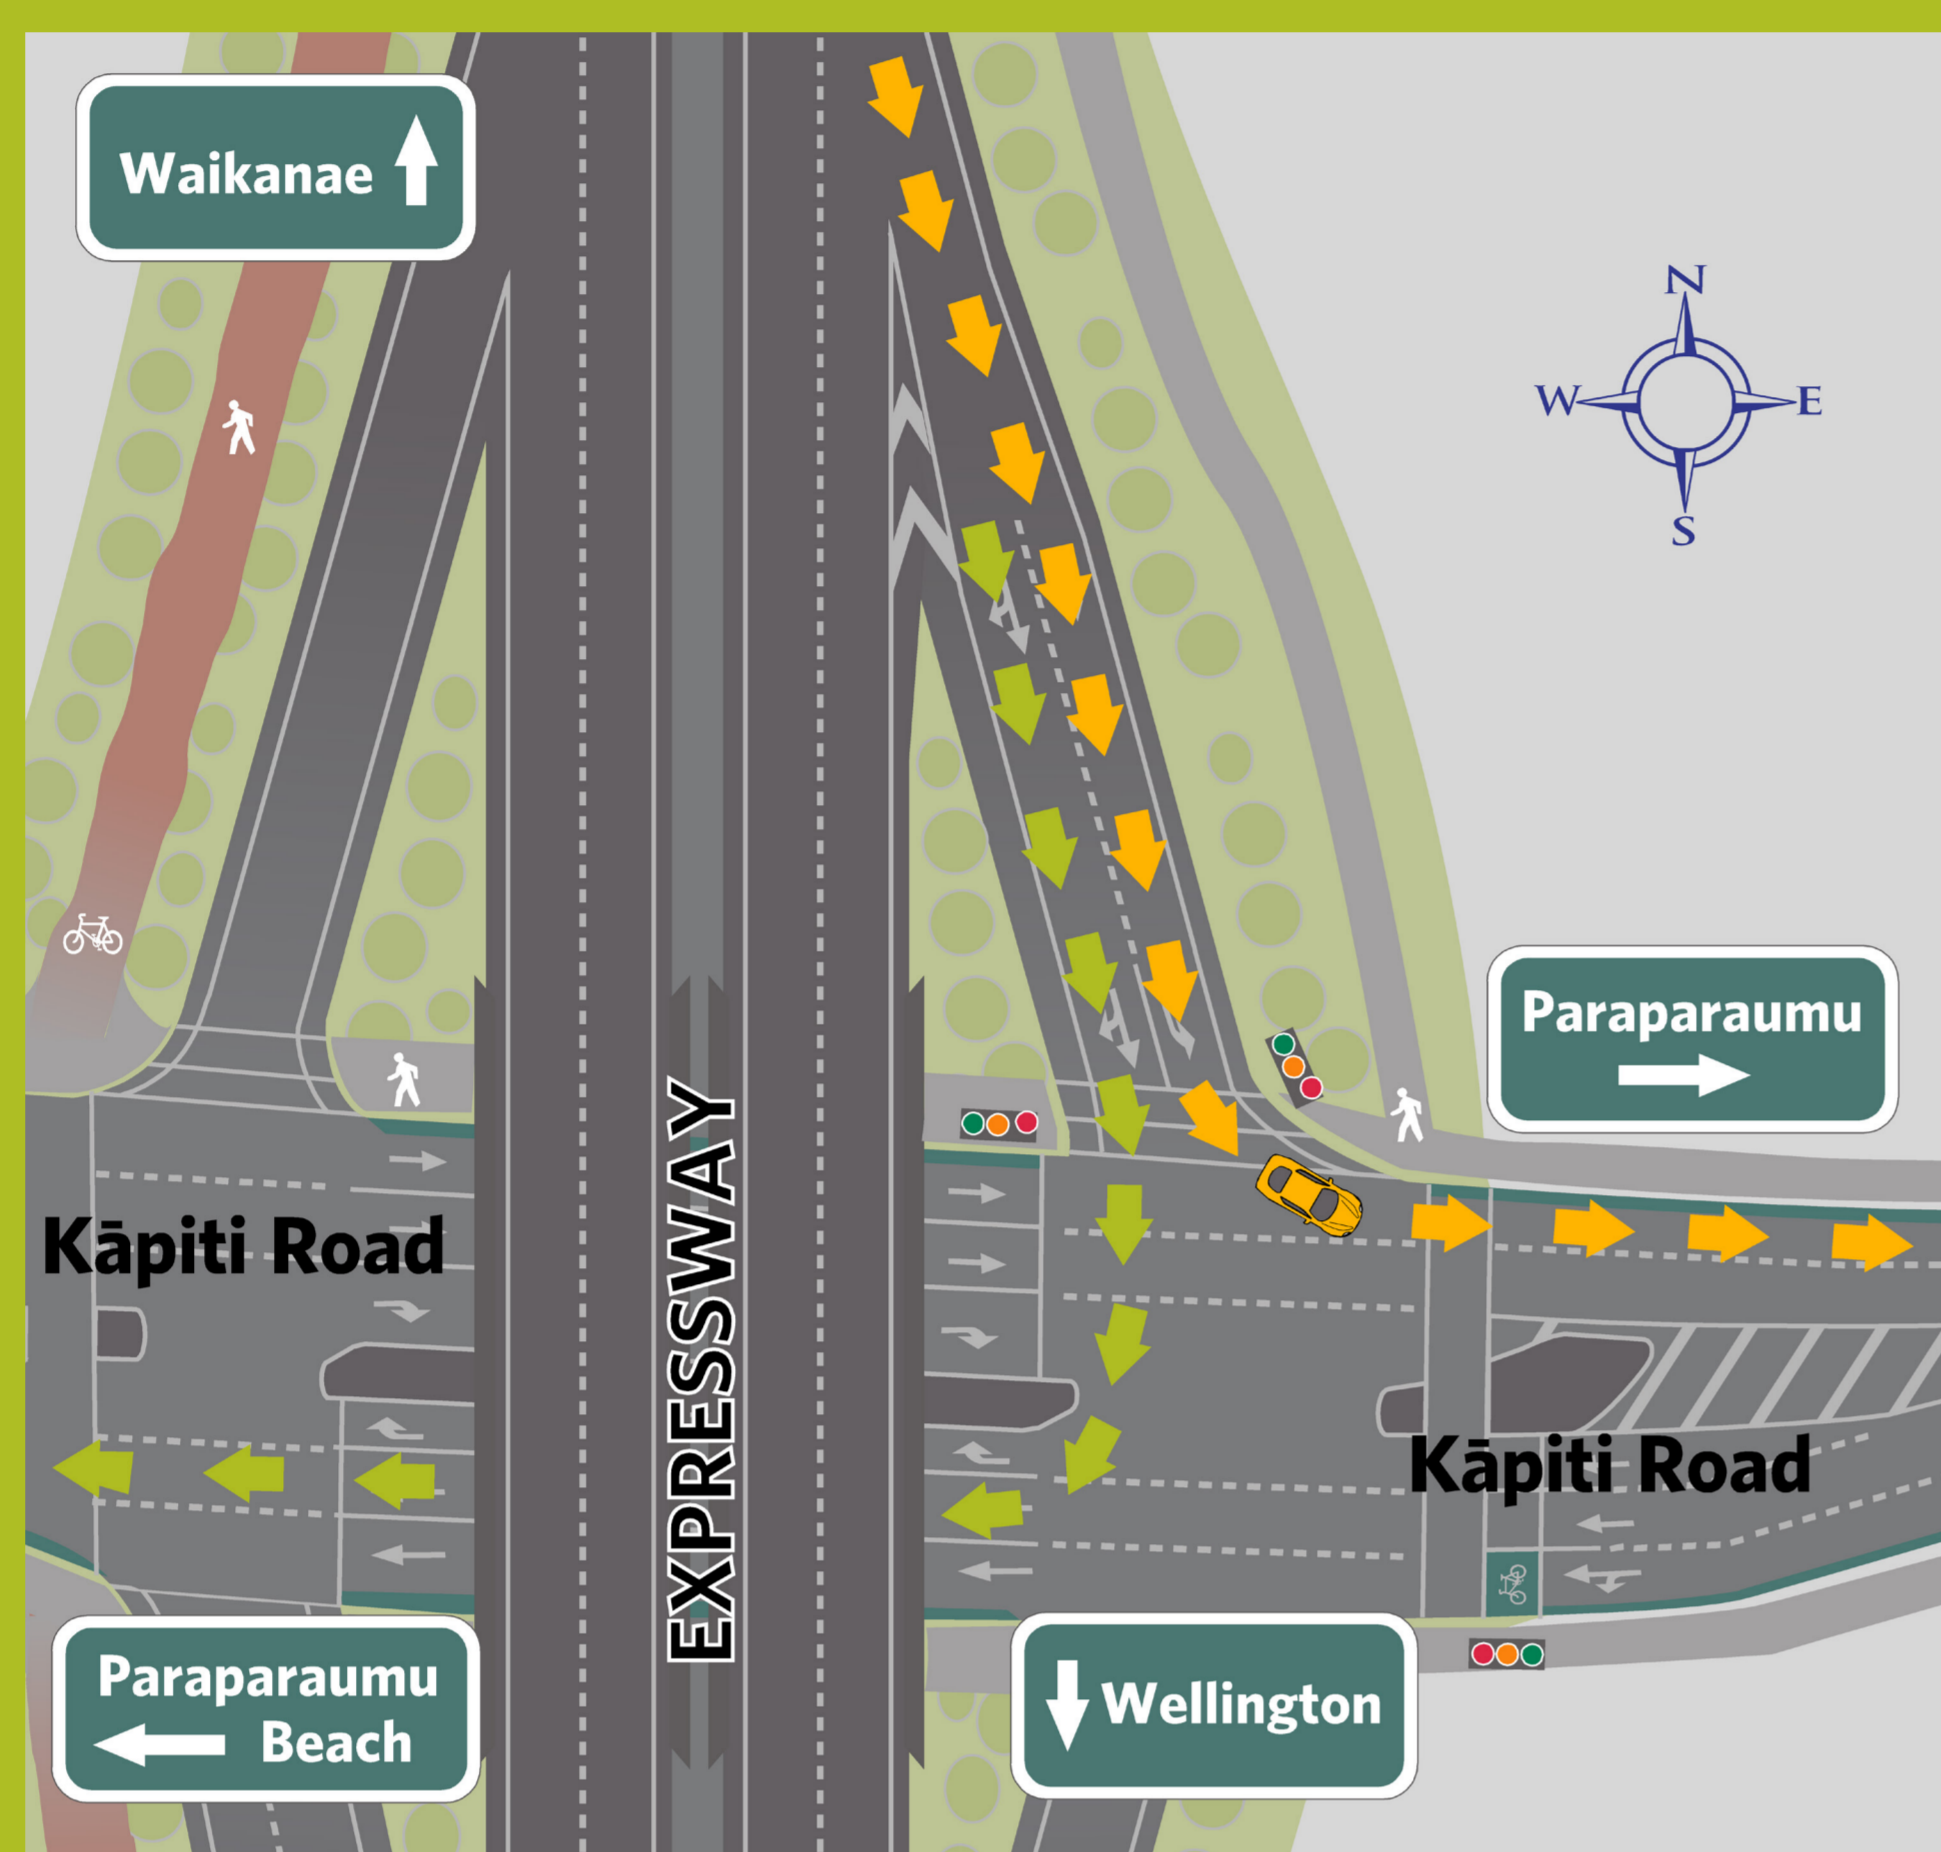 Waikanae
N
W E
S
Paraparaumu
Kāpiti Road
EXPRESSWAY
Kāpiti Road
Paraparaumu
Beach
Wellington